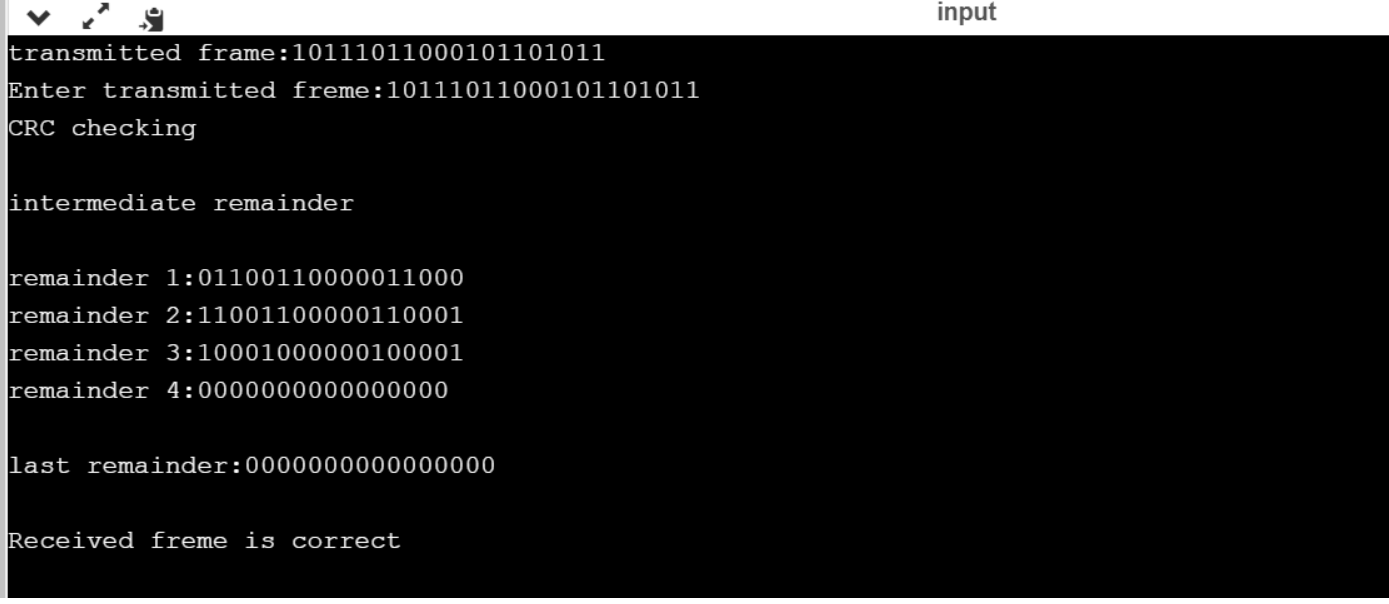 input
transmitted frame:10111011000101101011
Enter transmitted freme:10111011000101101011
CRC checking
intermediate remainder
remainder 1:01100110000011000
remainder 2:11001100000110001
remainder 3:10001000000100001
remainder 4:0000000000000000
last remainder:0000000000000000
Received freme is correct